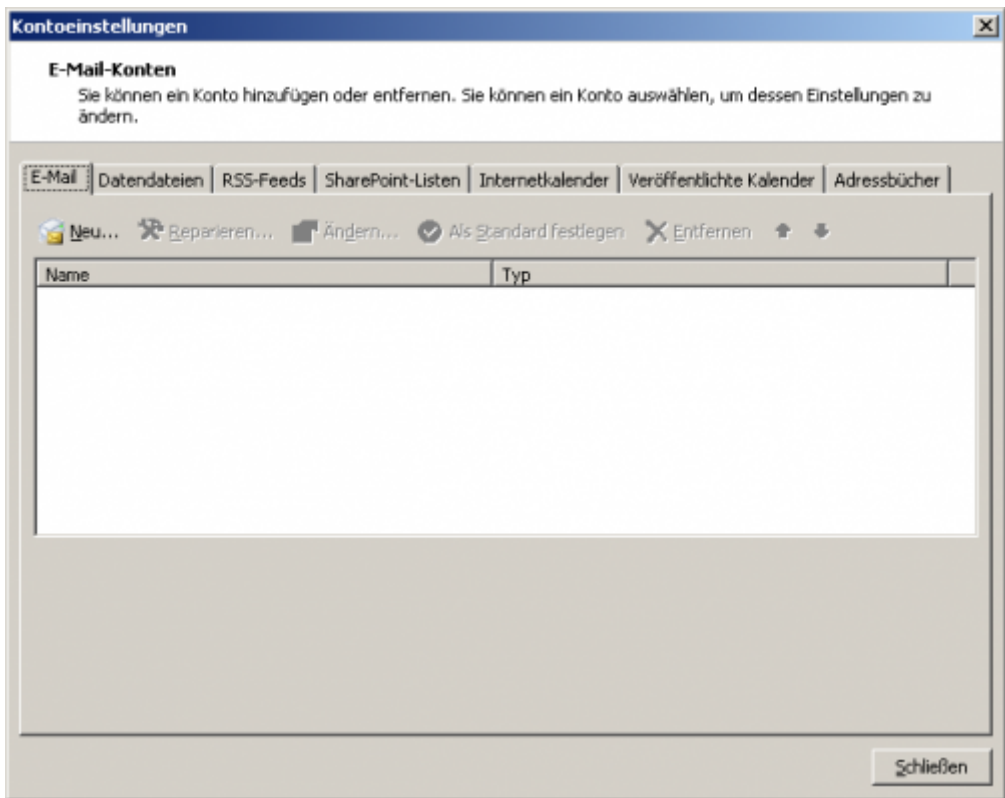 Kontoeinstellungen
E-Mail-Konten
Sie können ein Konto hinzufügen oder entfernen. Sie können ein Konto auswählen, um dessen Einstellungen zu
ändern.
E-Mail Datendateien RSS-Feeds SharePoint-Listen Internetkalender Veröffentlichte Kalender Adressbücher
Neu... Reparieren... Ändern... Als Standard festlegen Entfernen
Name Typ
Schließen